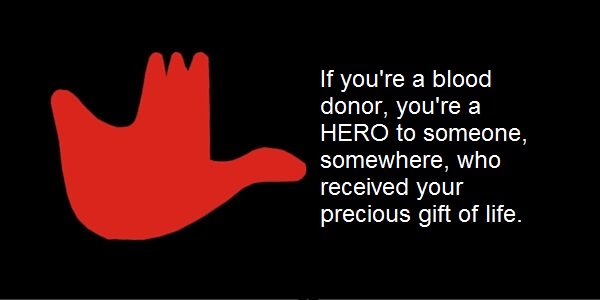 If you're a blood
donor, you're a
HERO to someone,
somewhere, who
received your
precious gift of life.